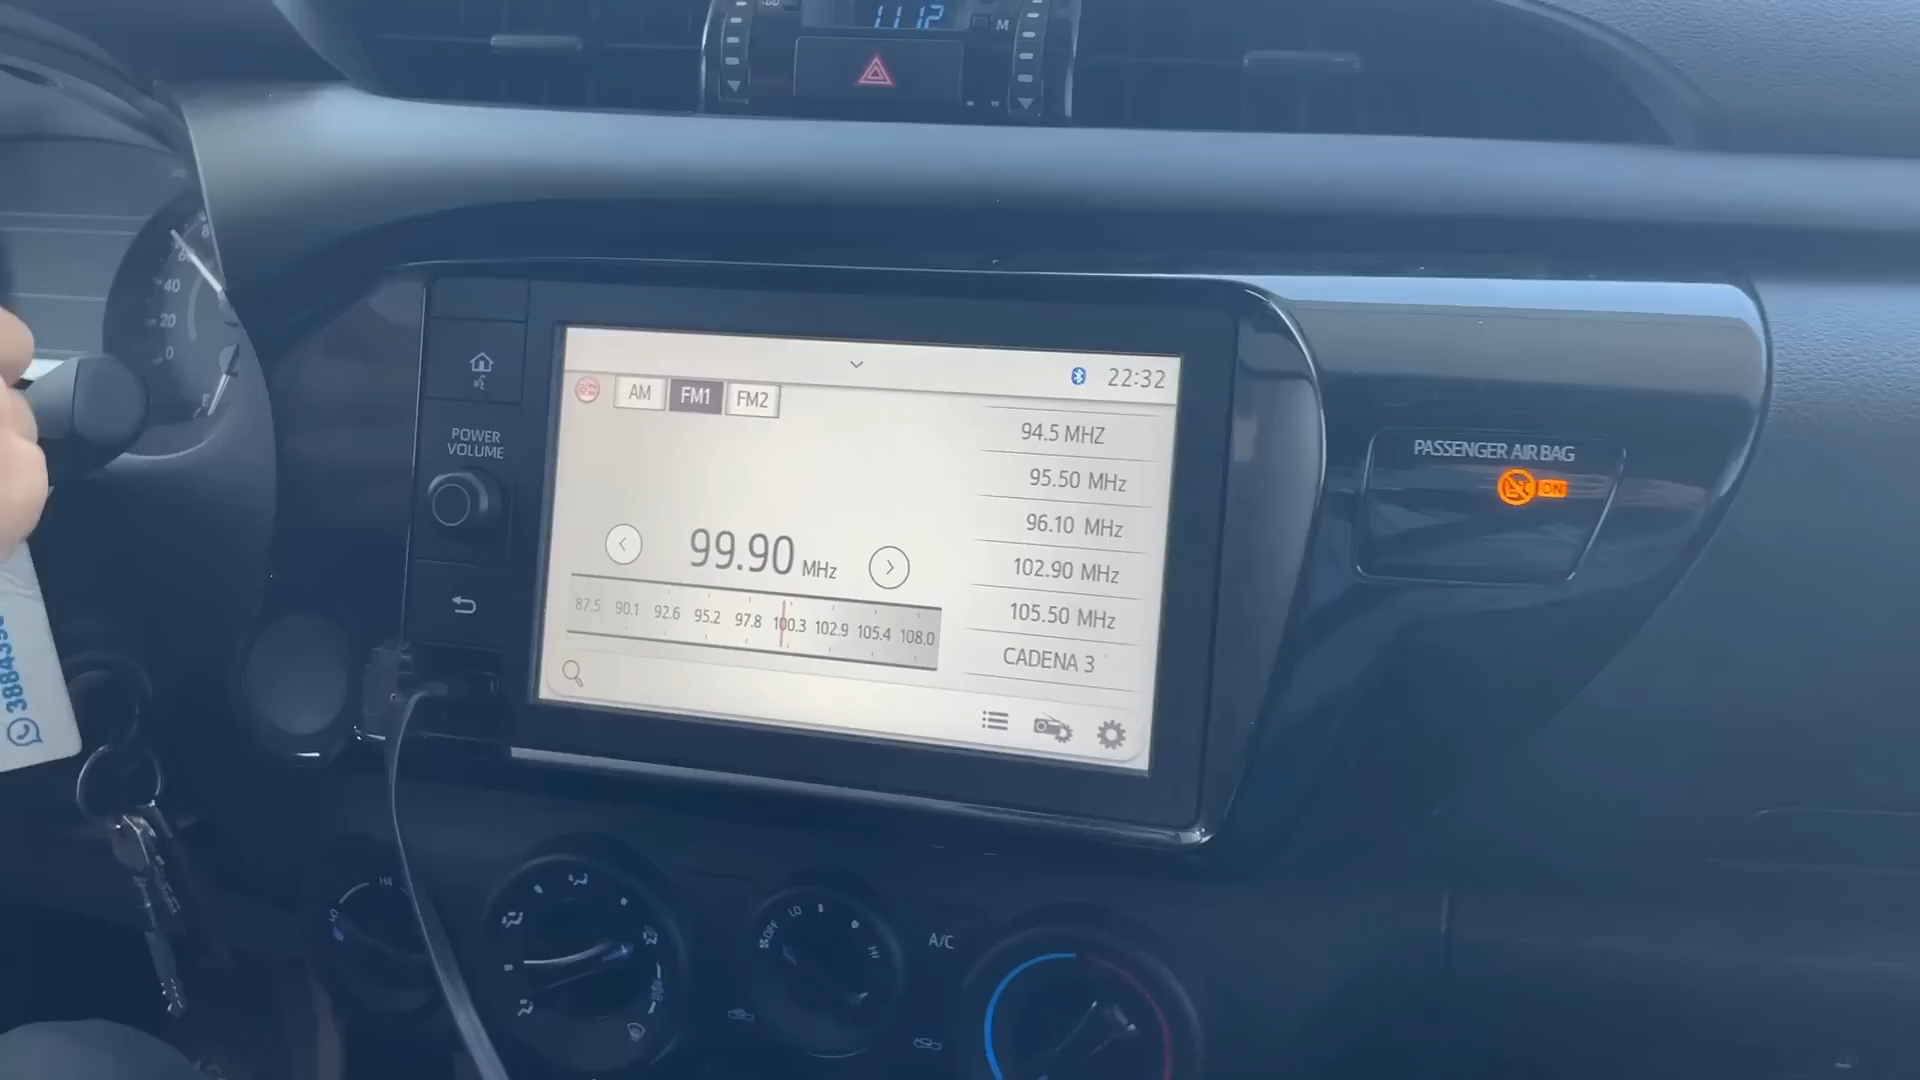 11 12
M
8
60
40
20
0
E
POWER
VOLUME
AM
FM1
FM2
22:32
99.90 MHz
87.5 90.1 92.6 95.2 97.8 100.3 102.9 105.4 108.0
94.5 MHZ
95.50 MHz
96.10 MHz
102.90 MHz
105.50 MHz
CADENA 3
PASSENGER AIR BAG
ON
H4
OFF
LO
HI
A/C